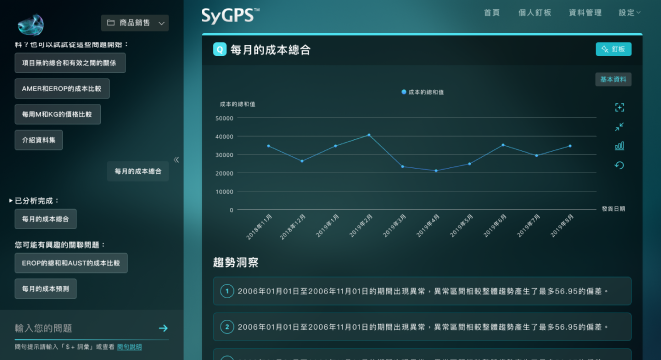 商品銷售
料？也可以試試從這些問題開始：
項目無的總合和有效之間的關係
AMER和EROP的成本比較
每周M和KG的價格比較
介紹資料集
每月的成本總合
▸已分析完成：
每月的成本總合
您可能有興趣的關聯問題：
EROP的總和和AUST的成本比較
每月的成本預測
輸入您的問題
問句提示請輸入「$ + 詞彙」或查看 問句說明
SyGPS™
首頁
個人釘板
資料管理
設定
Q 每月的成本總合
釘板
基本資料
成本的總和值
成本的總和值
50000
40000
30000
20000
10000
0
發票日期
2018年11月
2018年12月
2019年1月
2019年2月
2019年3月
2019年4月
2019年5月
2019年6月
2019年7月
2019年8月
趨勢洞察
1 2006年01月01日至2006年11月01日的期間出現異常，異常區間相較整體趨勢產生了最多56.95的偏差。
2 2006年01月01日至2006年11月01日的期間出現異常，異常區間相較整體趨勢產生了最多56.95的偏差。